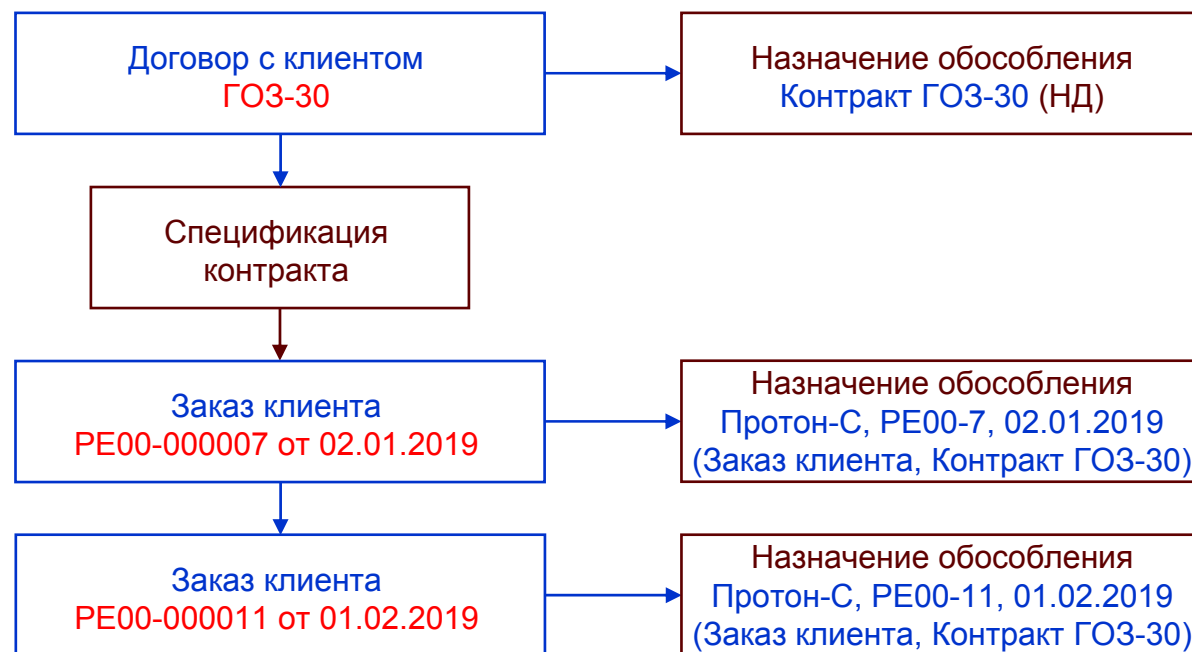 Договор с клиентом
ГОЗ-30
Назначение обособления
Контракт ГОЗ-30 (НД)
Спецификация
контракта
Заказ клиента
РЕ00-000007 от 02.01.2019
Назначение обособления
Протон-С, РЕ00-7, 02.01.2019
(Заказ клиента, Контракт ГОЗ-30)
Заказ клиента
РЕ00-000011 от 01.02.2019
Назначение обособления
Протон-С, РЕ00-11, 01.02.2019
(Заказ клиента, Контракт ГОЗ-30)